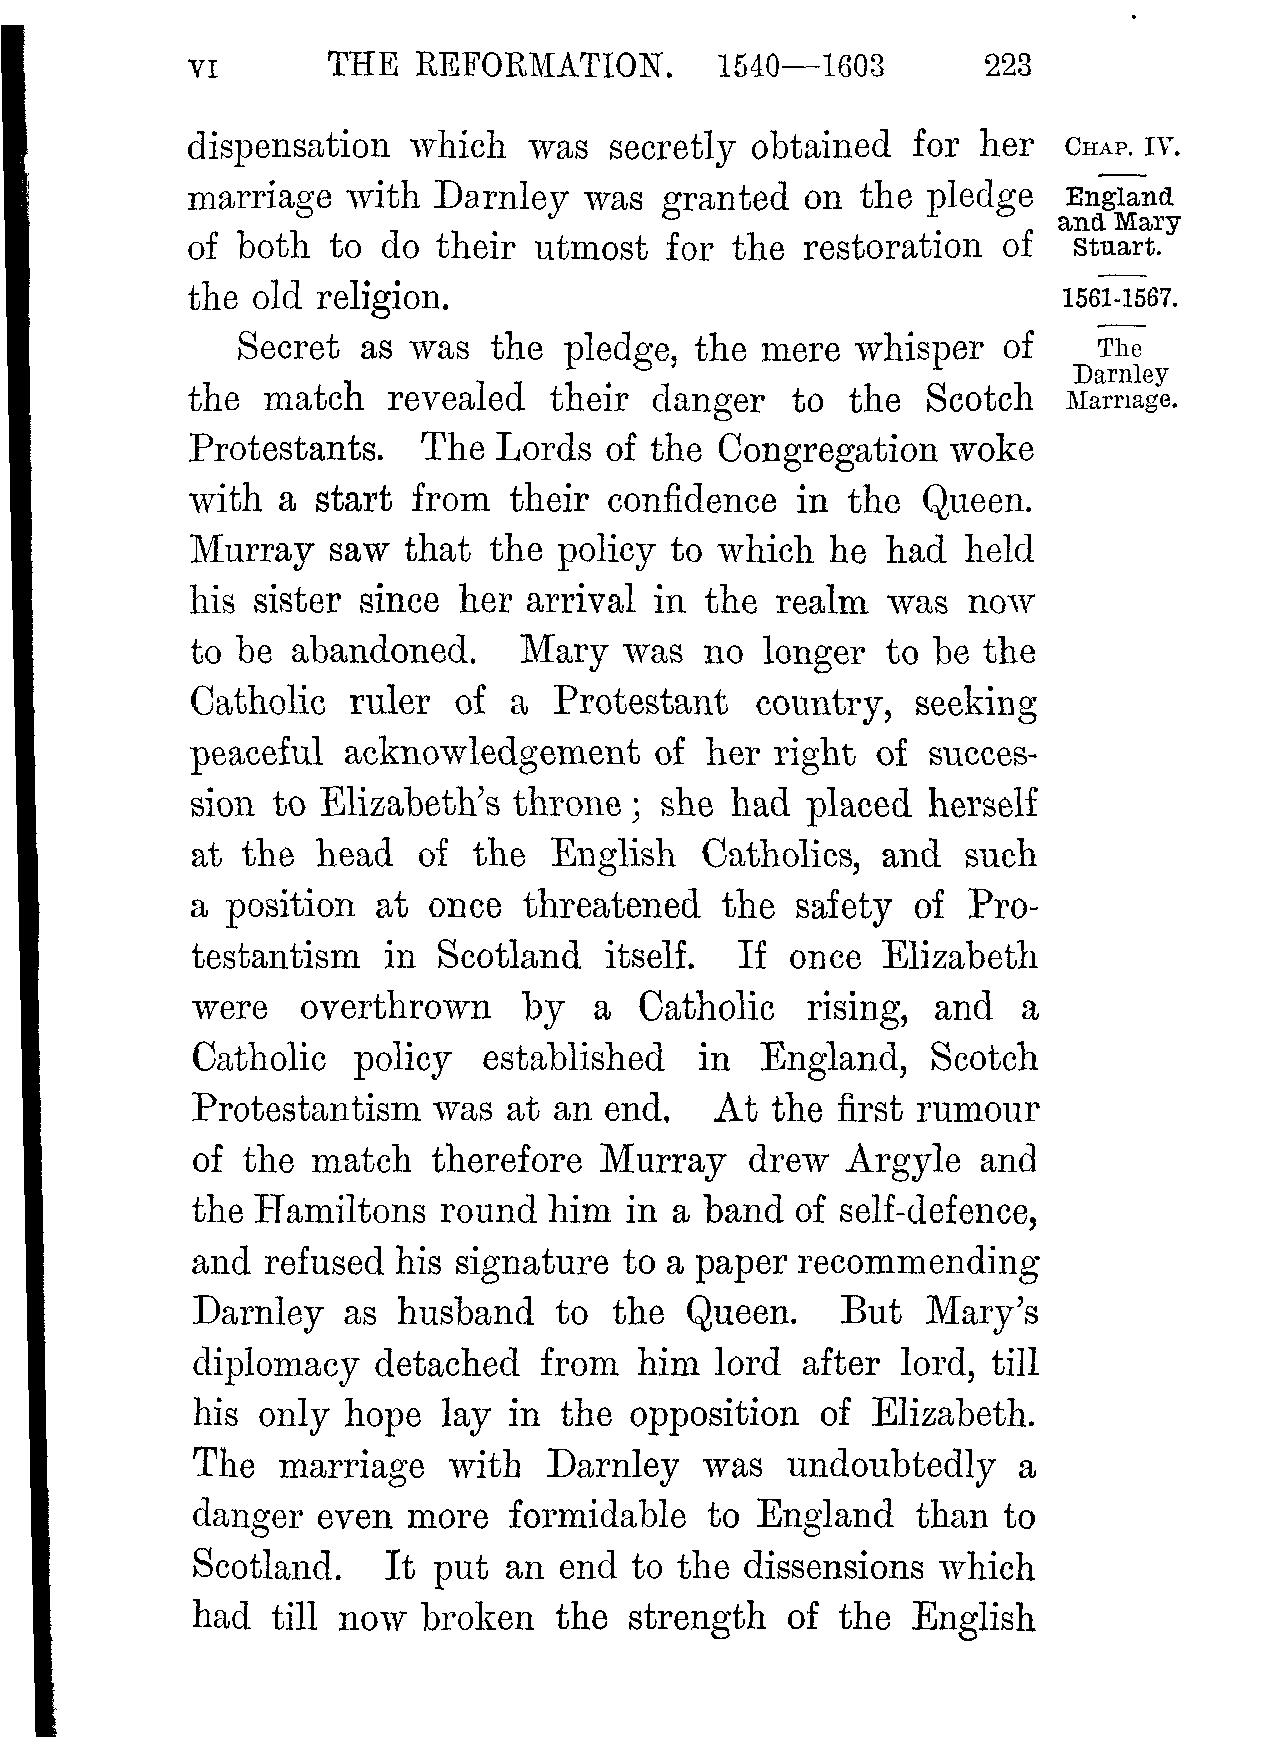 VI THE REFORMATION. 1540—1603 223
dispensation which was secretly obtained for her
marriage with Darnley was granted on the pledge
of both to do their utmost for the restoration of
the old religion.
Secret as was the pledge, the mere whisper of
the match revealed their danger to the Scotch
Protestants. The Lords of the Congregation woke
with a start from their confidence in the Queen.
Murray saw that the policy to which he had held
his sister since her arrival in the realm was now
to be abandoned. Mary was no longer to be the
Catholic ruler of a Protestant country, seeking
peaceful acknowledgement of her right of succes-
sion to Elizabeth's throne; she had placed herself
at the head of the English Catholics, and such
a position at once threatened the safety of Pro-
testantism in Scotland itself. If once Elizabeth
were overthrown by a Catholic rising, and a
Catholic policy established in England, Scotch
Protestantism was at an end. At the first rumour
of the match therefore Murray drew Argyle and
the Hamiltons round him in a band of self-defence,
and refused his signature to a paper recommending
Darnley as husband to the Queen. But Mary's
diplomacy detached from him lord after lord, till
his only hope lay in the opposition of Elizabeth.
The marriage with Darnley was undoubtedly a
danger even more formidable to England than to
Scotland. It put an end to the dissensions which
had till now broken the strength of the English
CHAP. IV.
England
and Mary
Stuart.
1561-1567.
The
Darnley
Marriage.